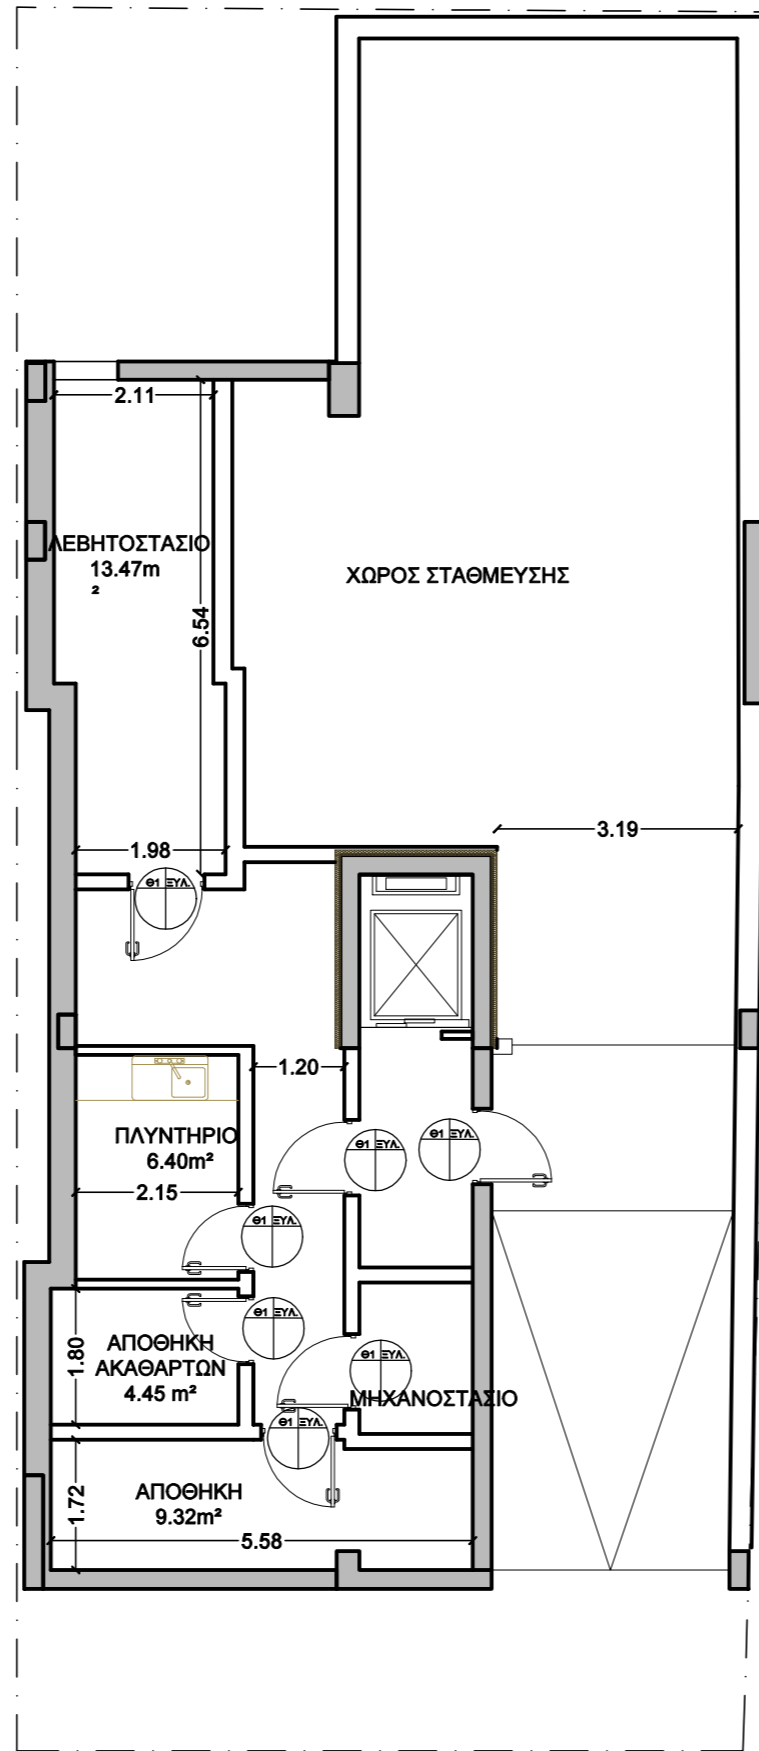 2.11
ΛΕΒΗΤΟΣΤΑΣΙΟ
13.47m
²
6.54
ΧΩΡΟΣ ΣΤΑΘΜΕΥΣΗΣ
3.19
1.98
Θ1 ΞΥΛ.
1.20
ΠΛΥΝΤΗΡΙΟ
6.40m²
2.15
Θ1 ΞΥΛ.
Θ1 ΞΥΛ.
Θ1 ΞΥΛ.
Θ1 ΞΥΛ.
1.80
ΑΠΟΘΗΚΗ
ΑΚΑΘΑΡΤΩΝ
4.45 m²
Θ1 ΞΥΛ.
ΜΗΧΑΝΟΣΤΑΣΙΟ
Θ1 ΞΥΛ.
1.72
ΑΠΟΘΗΚΗ
9.32m²
5.58